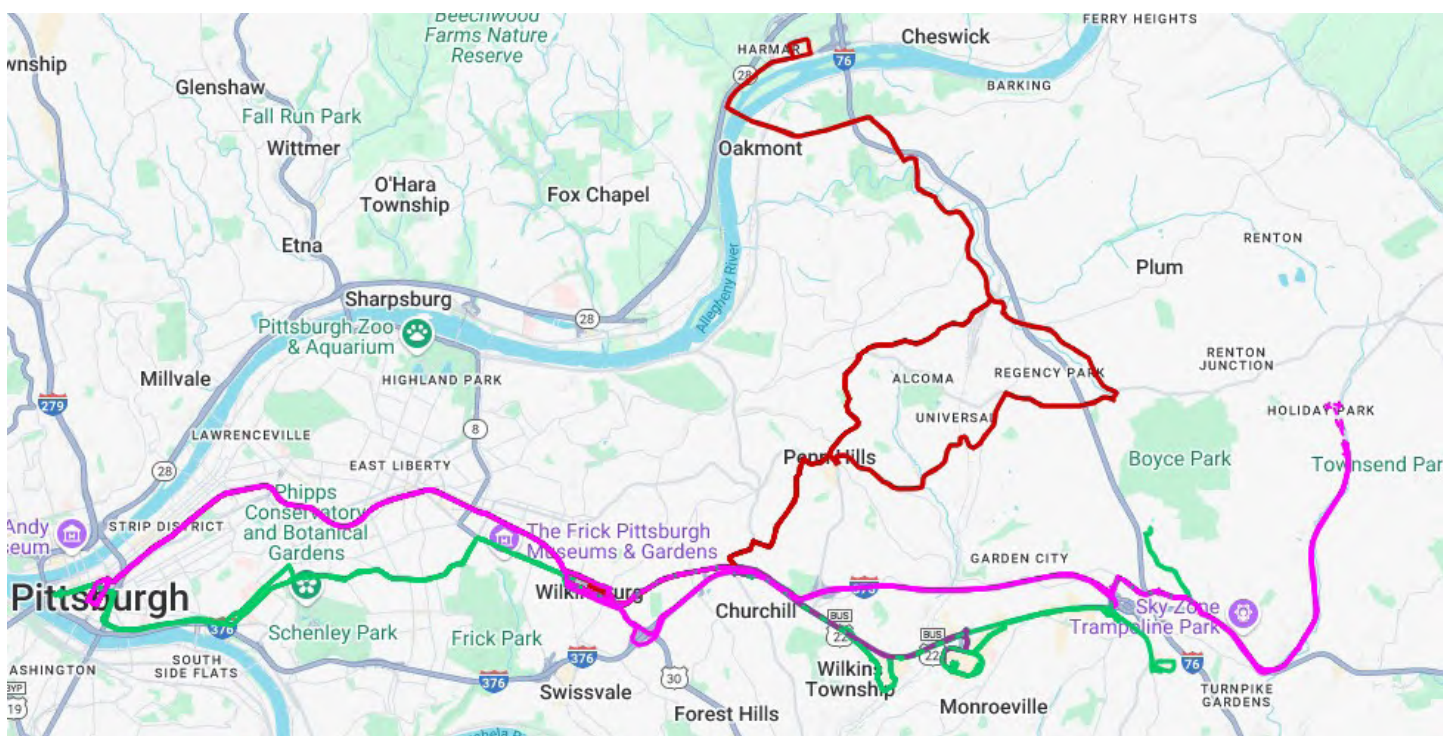 Beechwood
Farms Nature
Reserve
FERRY HEIGHTS
HARMAR
Cheswick
wnship
28
76
Glenshaw
BARKING
Fall Run Park
Wittmer
Oakmont
O'Hara
Township
Fox Chapel
Etna
RENTON
Plum
Allegheny River
Sharpsburg
28
Pittsburgh Zoo
& Aquarium
RENTON
JUNCTION
Millvale
HIGHLAND PARK
ALCOMA
REGENCY PARK
279
HOLIDAY PARK
UNIVERSAL
8
LAWRENCEVILLE
Penn Hills
Boyce Park
Townsend Par
28
EAST LIBERTY
Phipps
Conservatory
and Botanical
Gardens
STRIP DISTRICT
Andy
seum
The Frick Pittsburgh
Museums & Gardens
GARDEN CITY
Pittsburgh
Wilkinsburg
376
Churchill
BUS
22
Sky Zone
Trampoline Park
376
Schenley Park
Frick Park
BUS
22
SOUTH
SIDE FLATS
376
376
Wilkins
Township
76
ASHINGTON
30
Swissvale
TURNPIKE
GARDENS
BYP
19
Forest Hills
Monroeville